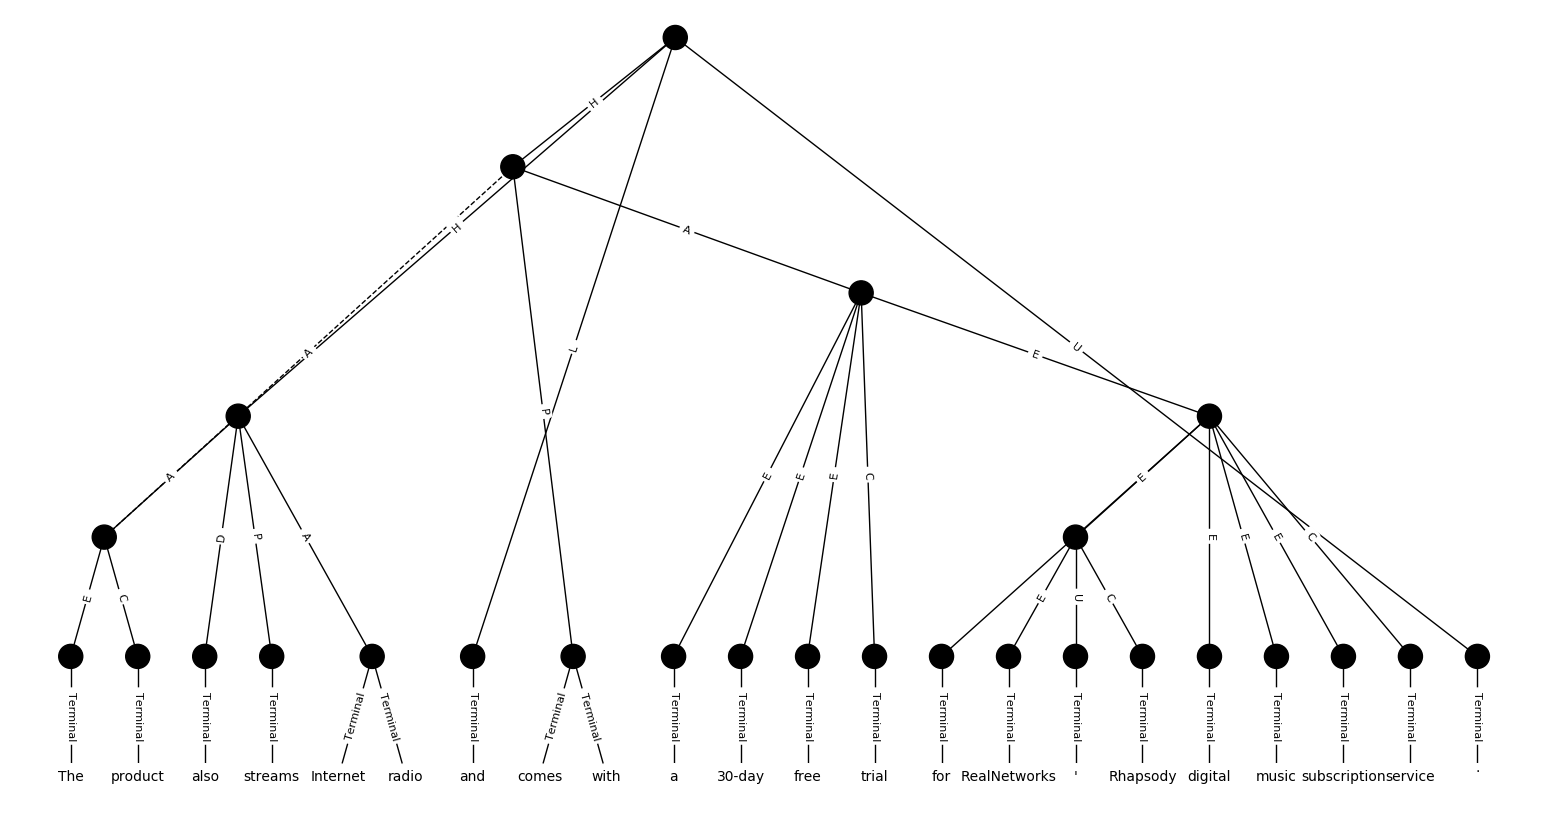 H
H
A
L
A
P
U
E
A
D
P
A
E
E
E
C
E
E
E
E
C
E
C
E
U
C
Terminal Terminal Terminal Terminal Terminal Terminal Terminal Terminal Terminal Terminal Terminal Terminal Terminal Terminal Terminal Terminal Terminal Terminal Terminal Terminal Terminal Terminal
The product also streams Internet radio and comes with a 30-day free trial for RealNetworks ' Rhapsody digital music subscription service .